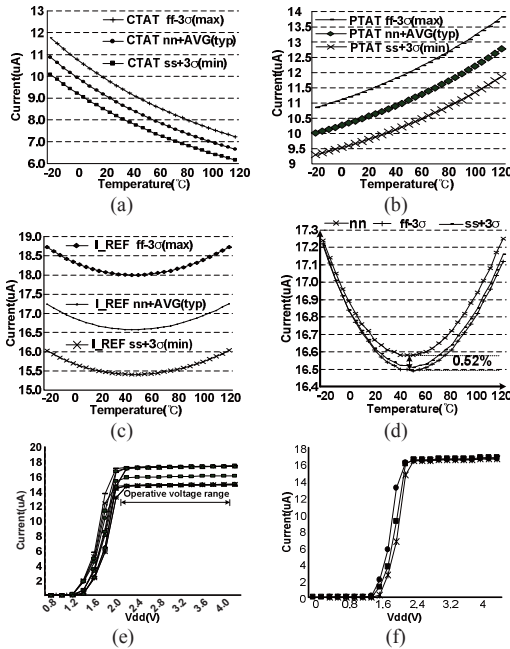 13
12
11
10
9.0
8.0
7.0
6.0
Current(uA)
CTAT ff-3σ(max)
CTAT nn+AVG(typ)
CTAT ss+3σ(min)
-20 0 20 40 60 80 100 120
Temperature(℃)
(a)
14
13.5
13
12.5
12
11.5
11
10.5
10
9.5
9
Current(uA)
PTAT ff-3σ(max)
PTAT nn+AVG(typ)
PTAT ss+3σ(min)
-20 0 20 40 60 80 100 120
Temperature(℃)
(b)
19.0
18.0
17.0
16.0
15.0
Current(uA)
I_REF ff-3σ(max)
I_REF nn+AVG(typ)
I_REF ss+3σ(min)
-20 0 20 40 60 80 100 120
Temperature(℃)
(c)
nn ff-3σ ss+3σ
17.3
17.2
17.1
17.0
16.9
16.8
16.7
16.6
16.5
16.4
Current(uA)
0.52%
-20 0 20 40 60 80 100 120
Temperature(℃)
(d)
20
18
16
14
12
10
8
6
4
2
Current(uA)
Operative voltage range
0.8 1.2 1.6 2.0 2.4 2.8 3.2 3.6 4.0
Vdd(V)
(e)
18
16
14
12
10
8
6
4
2
0
Current(uA)
0 0.8 1.6 2.4 3.2 4
Vdd(V)
(f)